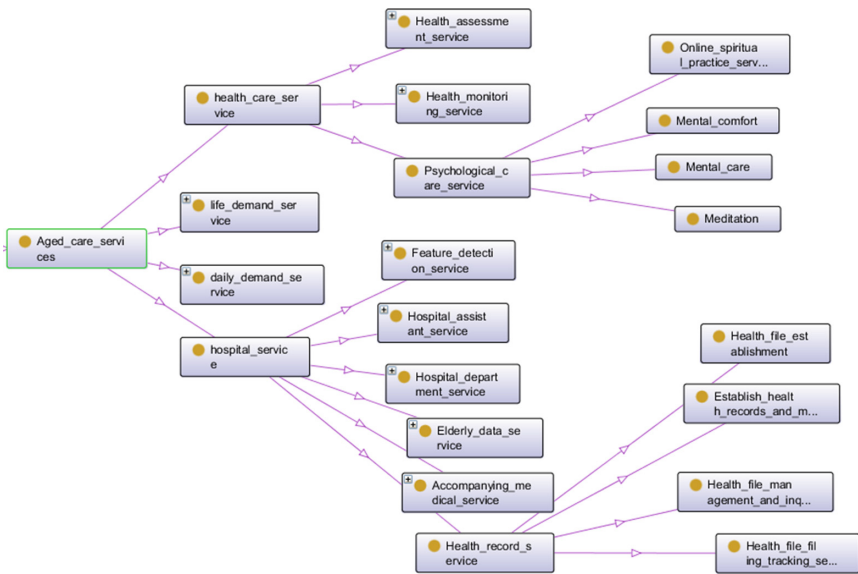 Health_assessme
nt_service
Online_spiritua
l_practice_serv...
health_care_ser
vice
Health_monitori
ng_service
Mental_comfort
Psychological_c
are_service
Mental_care
life_demand_ser
vice
Meditation
Aged_care_servi
ces
Feature_detecti
on_service
daily_demand_se
rvice
Hospital_assist
ant_service
hospital_servic
e
Health_file_est
ablishment
Hospital_depart
ment_service
Establish_healt
h_records_and_m...
Elderly_data_se
rvice
Accompanying_me
dical_service
Health_file_man
agement_and_inq...
Health_record_s
ervice
Health_file_fil
ing_tracking_se...